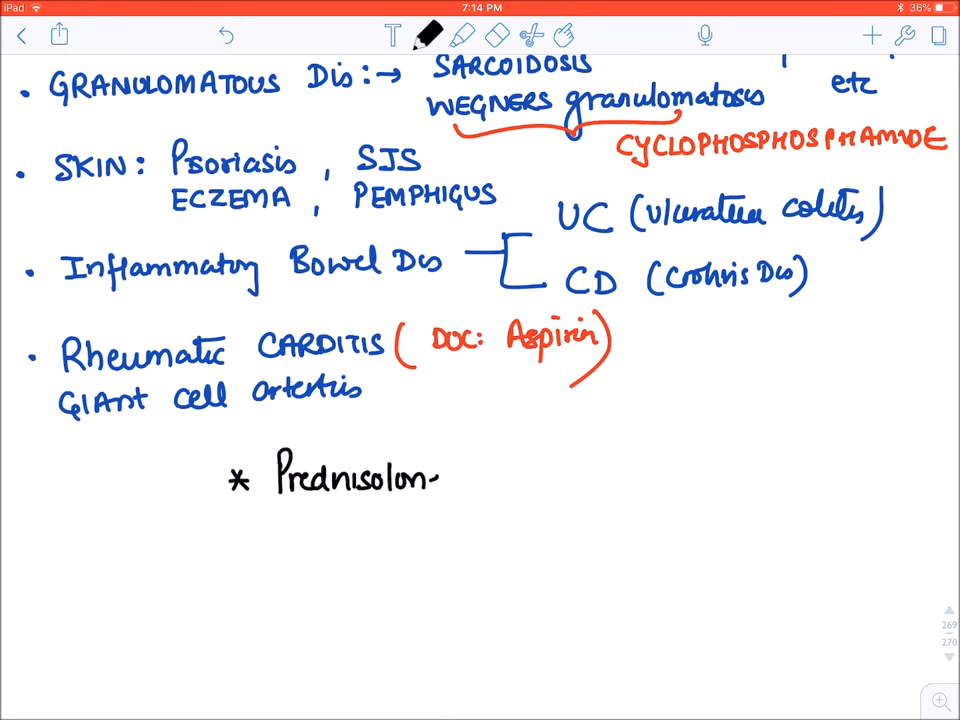 iPad 7:14 PM 36%
T
SARCOIDOSIS
• GRANULOMATOUS Dis: → WEGNERS granulomatosis etc
CYCLOPHOSPHOSPHAMIDE
• SKIN: Psoriasis , SJS
ECZEMA , PEMPHIGUS
UC (Ulcerative colitis)
• Inflammatory Bowel Dis
CD (Crohn's Dis)
• Rheumatic CARDITIS (DOC: Aspirin)
GIANT cell arteritis
* Prednisolon
269
270